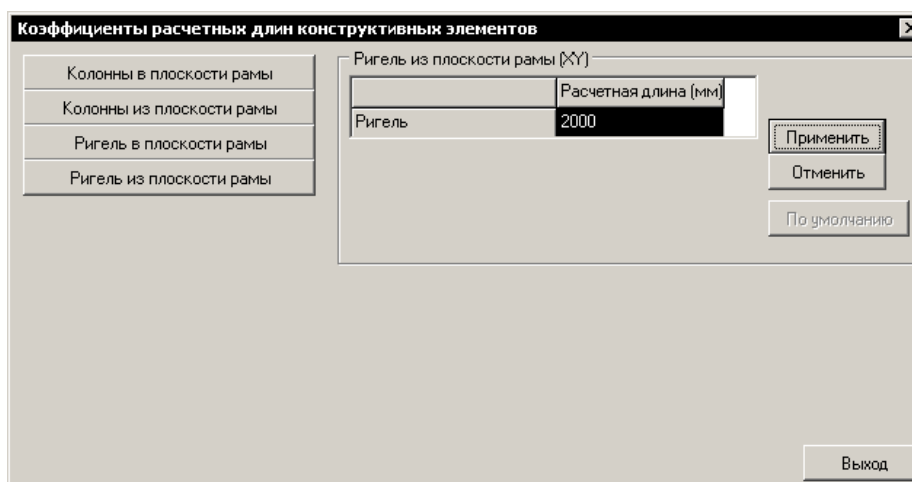 Коэффициенты расчетных длин конструктивных элементов
Колонны в плоскости рамы
Колонны из плоскости рамы
Ригель в плоскости рамы
Ригель из плоскости рамы
Ригель из плоскости рамы (XY)
Расчетная длина (мм)
Ригель 2000
Применить
Отменить
По умолчанию
Выход